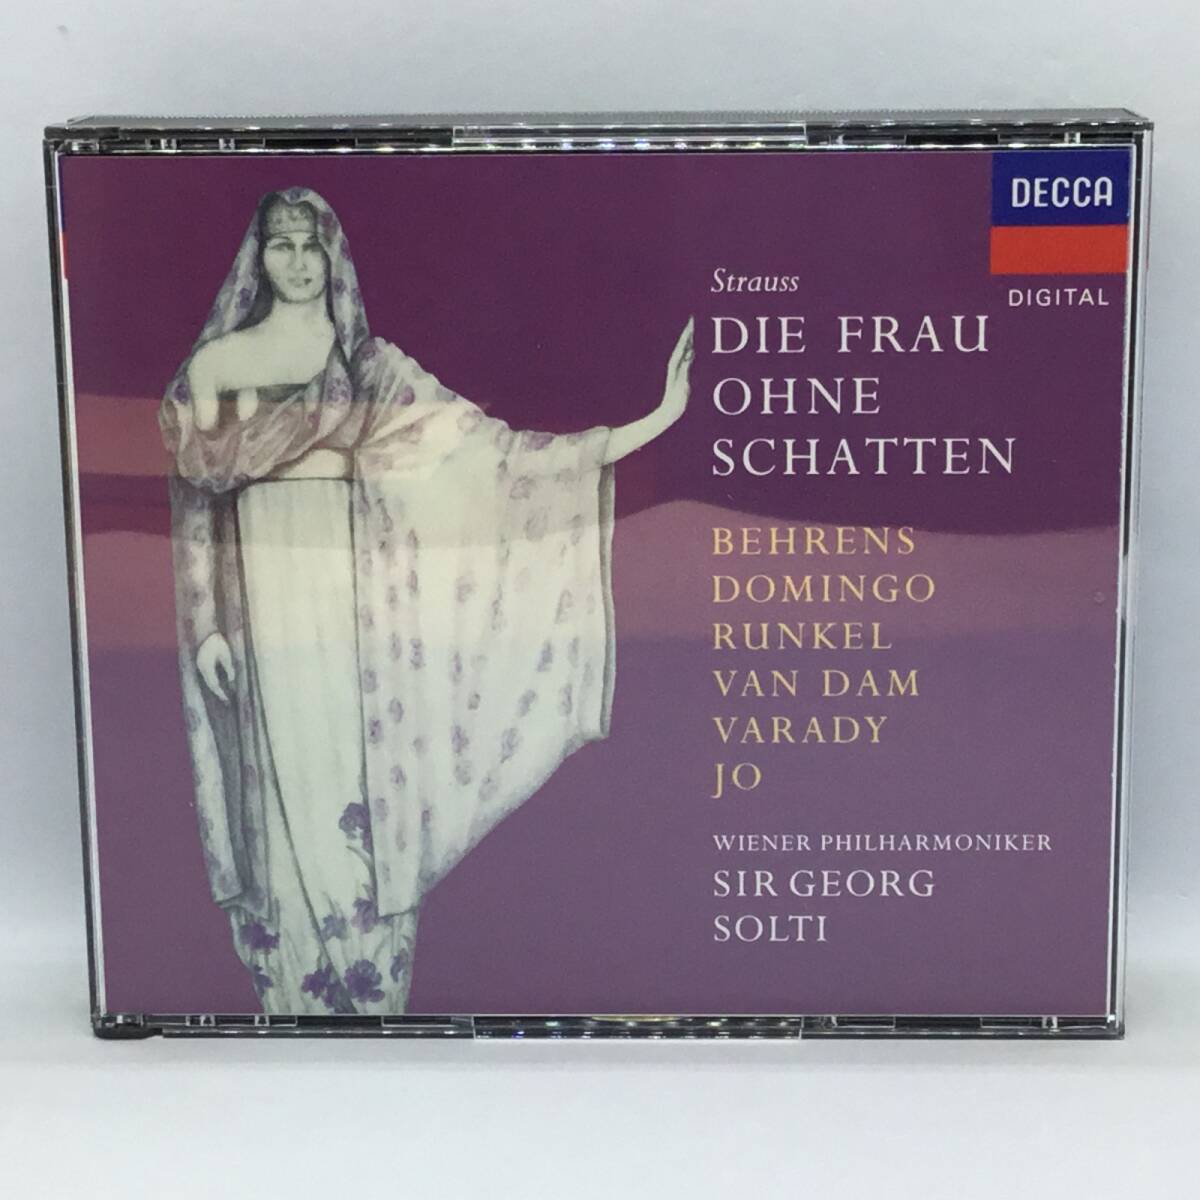 DECCA
DIGITAL
Strauss
DIE FRAU
OHNE
SCHATTEN
BEHRENS
DOMINGO
RUNKEL
VAN DAM
VARADY
JO
WIENER PHILHARMONIKER
SIR GEORG
SOLTI